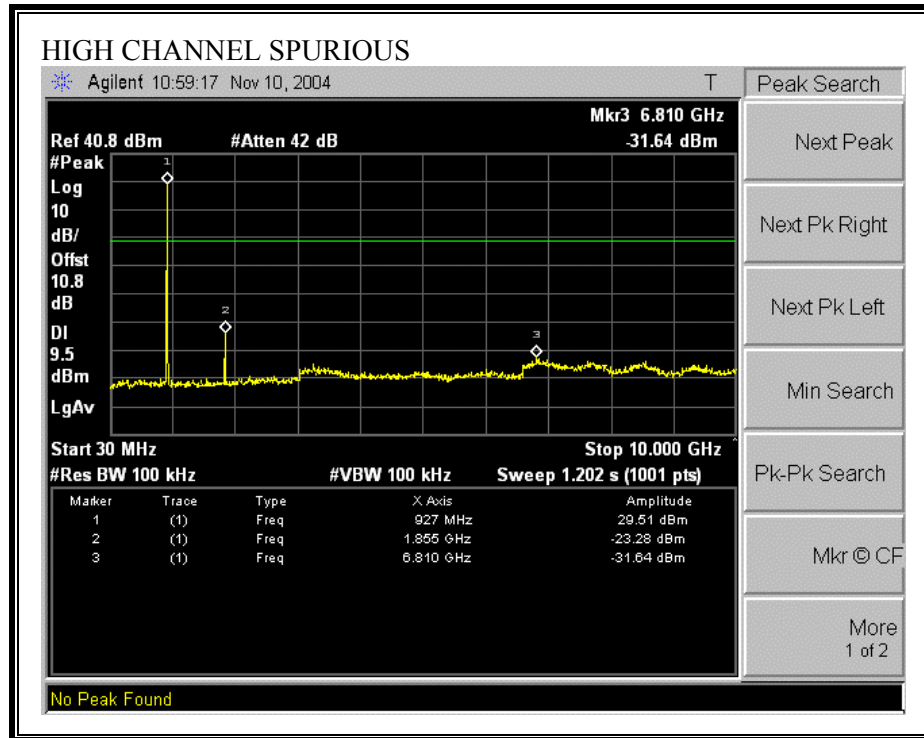 HIGH CHANNEL SPURIOUS
Agilent 10:59:17 Nov 10, 2004 T
Peak Search
Mkr3 6.810 GHz
Ref 40.8 dBm #Atten 42 dB -31.64 dBm
#Peak
Log
10
dB/
Offst
10.8
dB
DI
9.5
dBm
LgAv
1
2
3
Start 30 MHz Stop 10.000 GHz
#Res BW 100 kHz #VBW 100 kHz Sweep 1.202 s (1001 pts)
Marker Trace Type X Axis Amplitude
1 (1) Freq 927 MHz 29.51 dBm
2 (1) Freq 1.855 GHz -23.28 dBm
3 (1) Freq 6.810 GHz -31.64 dBm
Next Peak
Next Pk Right
Next Pk Left
Min Search
Pk-Pk Search
Mkr © CF
More
1 of 2
No Peak Found